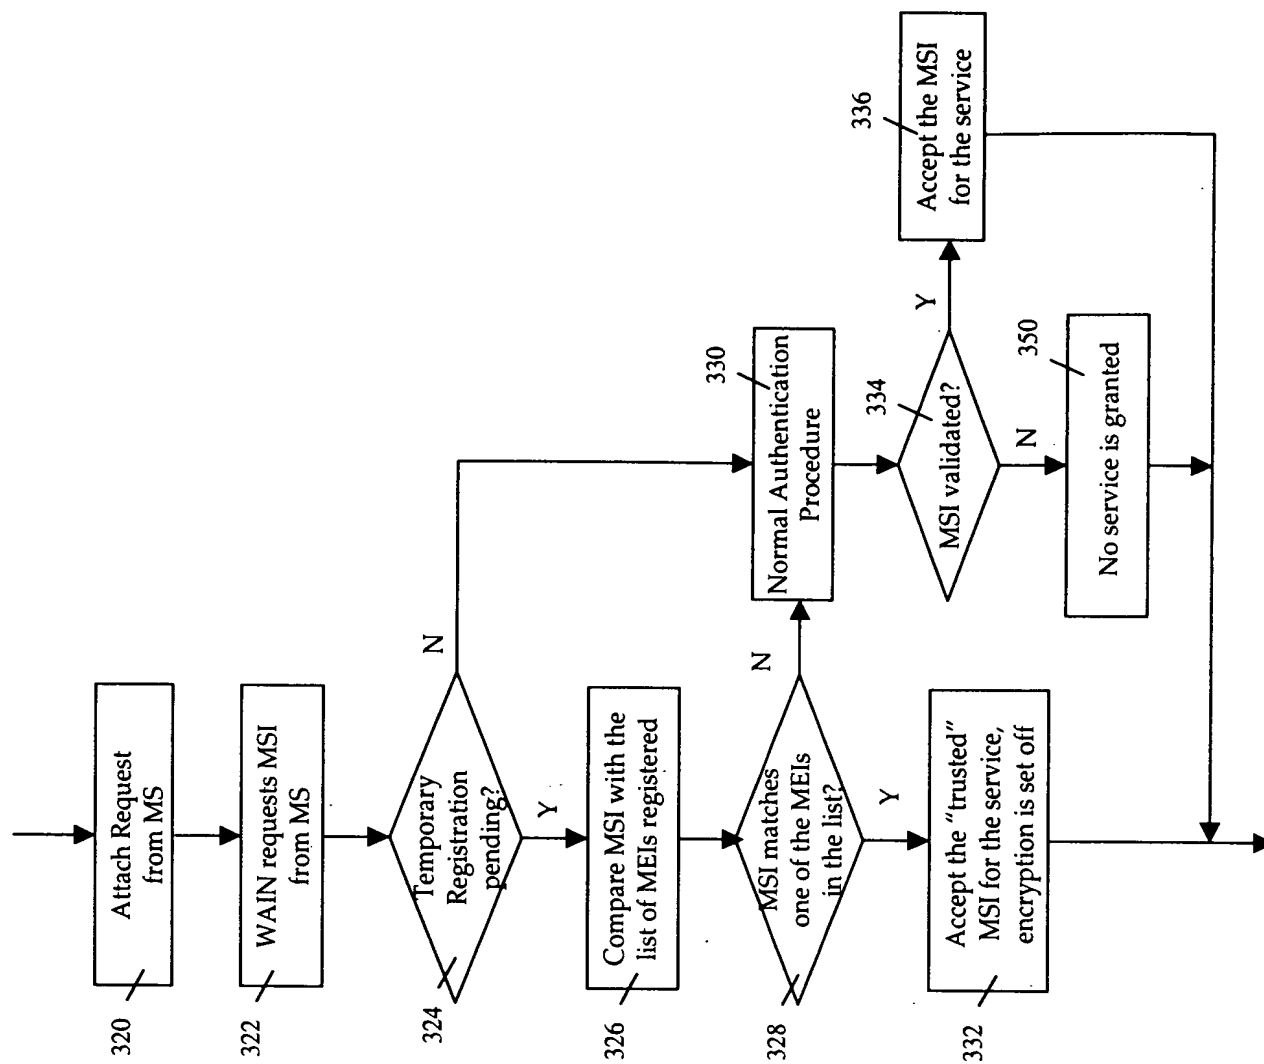 320
Attach Request
from MS
322
WAIN requests MSI
from MS
324
Temporary
Registration
pending?
N
Y
326
Compare MSI with the
list of MEIs registered
328
MSI matches
one of the MEIs
in the list?
N
Y
332
Accept the "trusted"
MSI for the service,
encryption is set off
330
Normal Authentication
Procedure
334
MSI validated?
Y
N
336
Accept the MSI
for the service
350
No service is granted